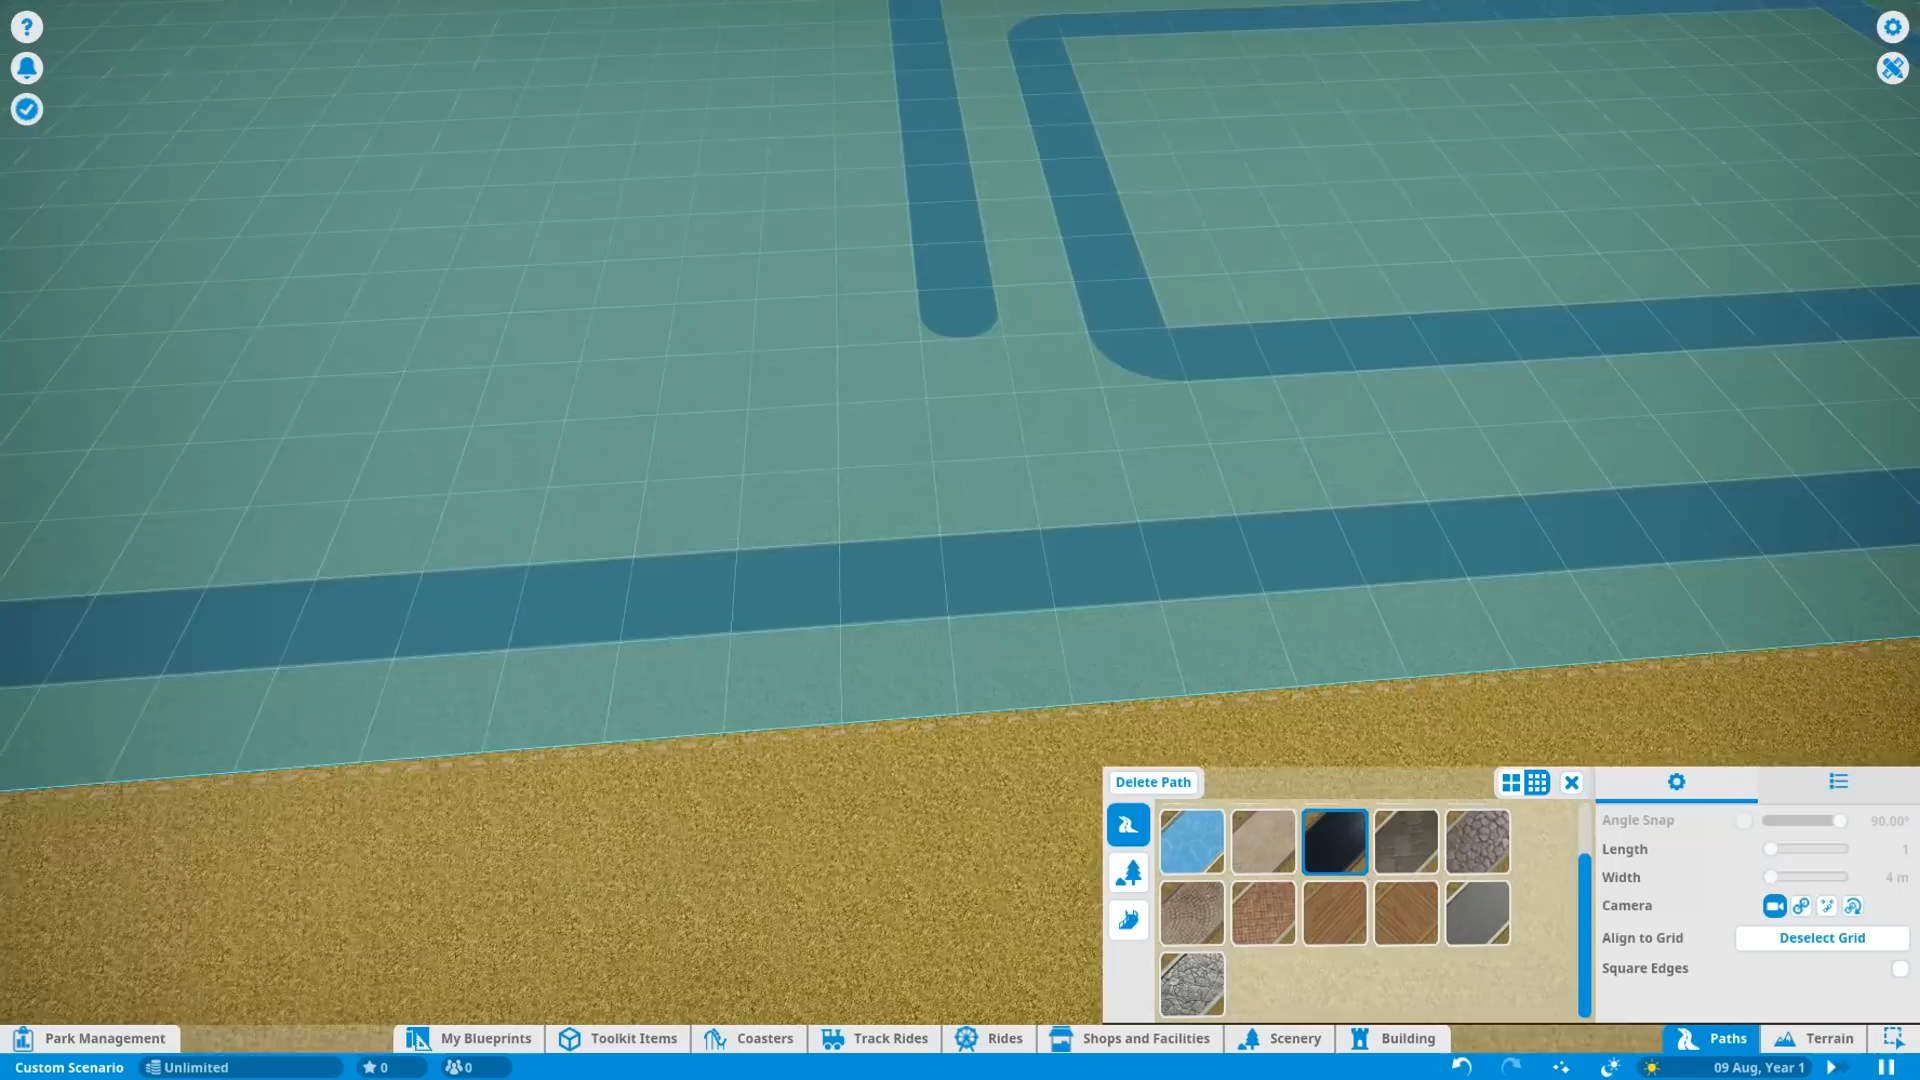 ?
Delete Path
Angle Snap 90.00°
Length 1
Width 4 m
Camera
Align to Grid Deselect Grid
Square Edges
Park Management My Blueprints Toolkit Items Coasters Track Rides Rides Shops and Facilities Scenery Building Paths Terrain
Custom Scenario Unlimited 0 0 09 Aug, Year 1